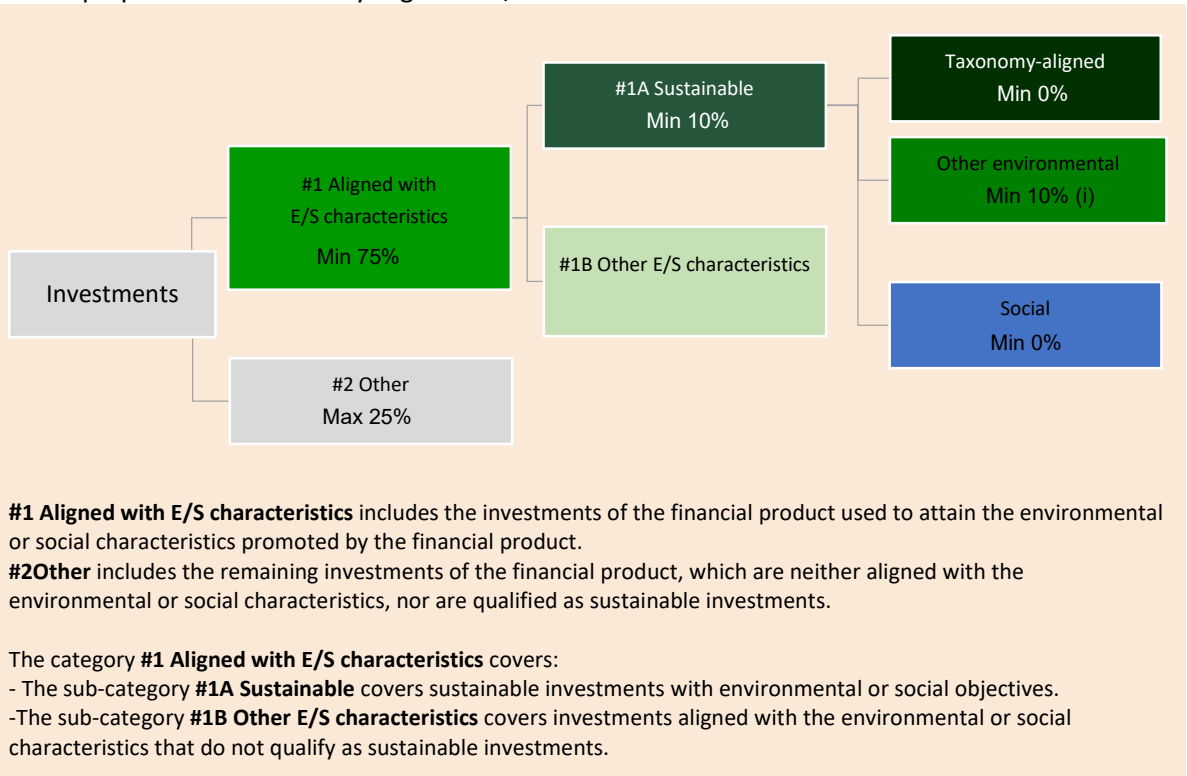 Taxonomy-aligned
Min 0%
#1A Sustainable
Min 10%
Other environmental
Min 10% (i)
#1 Aligned with
E/S characteristics
Min 75%
#1B Other E/S characteristics
Investments
Social
Min 0%
#2 Other
Max 25%
#1 Aligned with E/S characteristics includes the investments of the financial product used to attain the environmental
or social characteristics promoted by the financial product.
#2Other includes the remaining investments of the financial product, which are neither aligned with the
environmental or social characteristics, nor are qualified as sustainable investments.
The category #1 Aligned with E/S characteristics covers:
- The sub-category #1A Sustainable covers sustainable investments with environmental or social objectives.
-The sub-category #1B Other E/S characteristics covers investments aligned with the environmental or social
characteristics that do not qualify as sustainable investments.